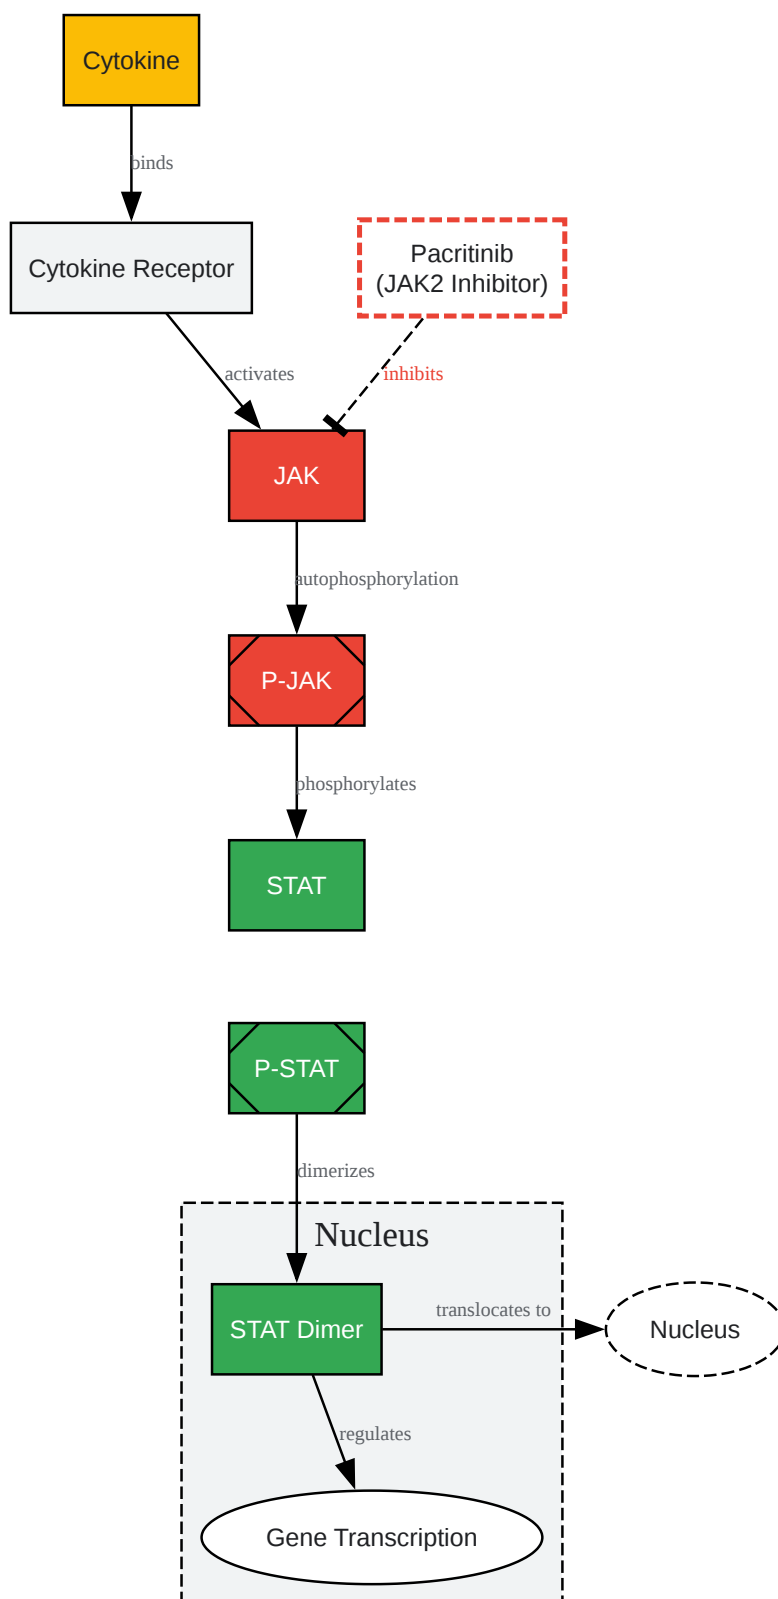 Cytokine
binds
Cytokine Receptor
Pacritinib
(JAK2 Inhibitor)
activates
inhibits
JAK
autophosphorylation
P-JAK
phosphorylates
STAT
P-STAT
dimerizes
Nucleus
STAT Dimer
translocates to
Nucleus
regulates
Gene Transcription